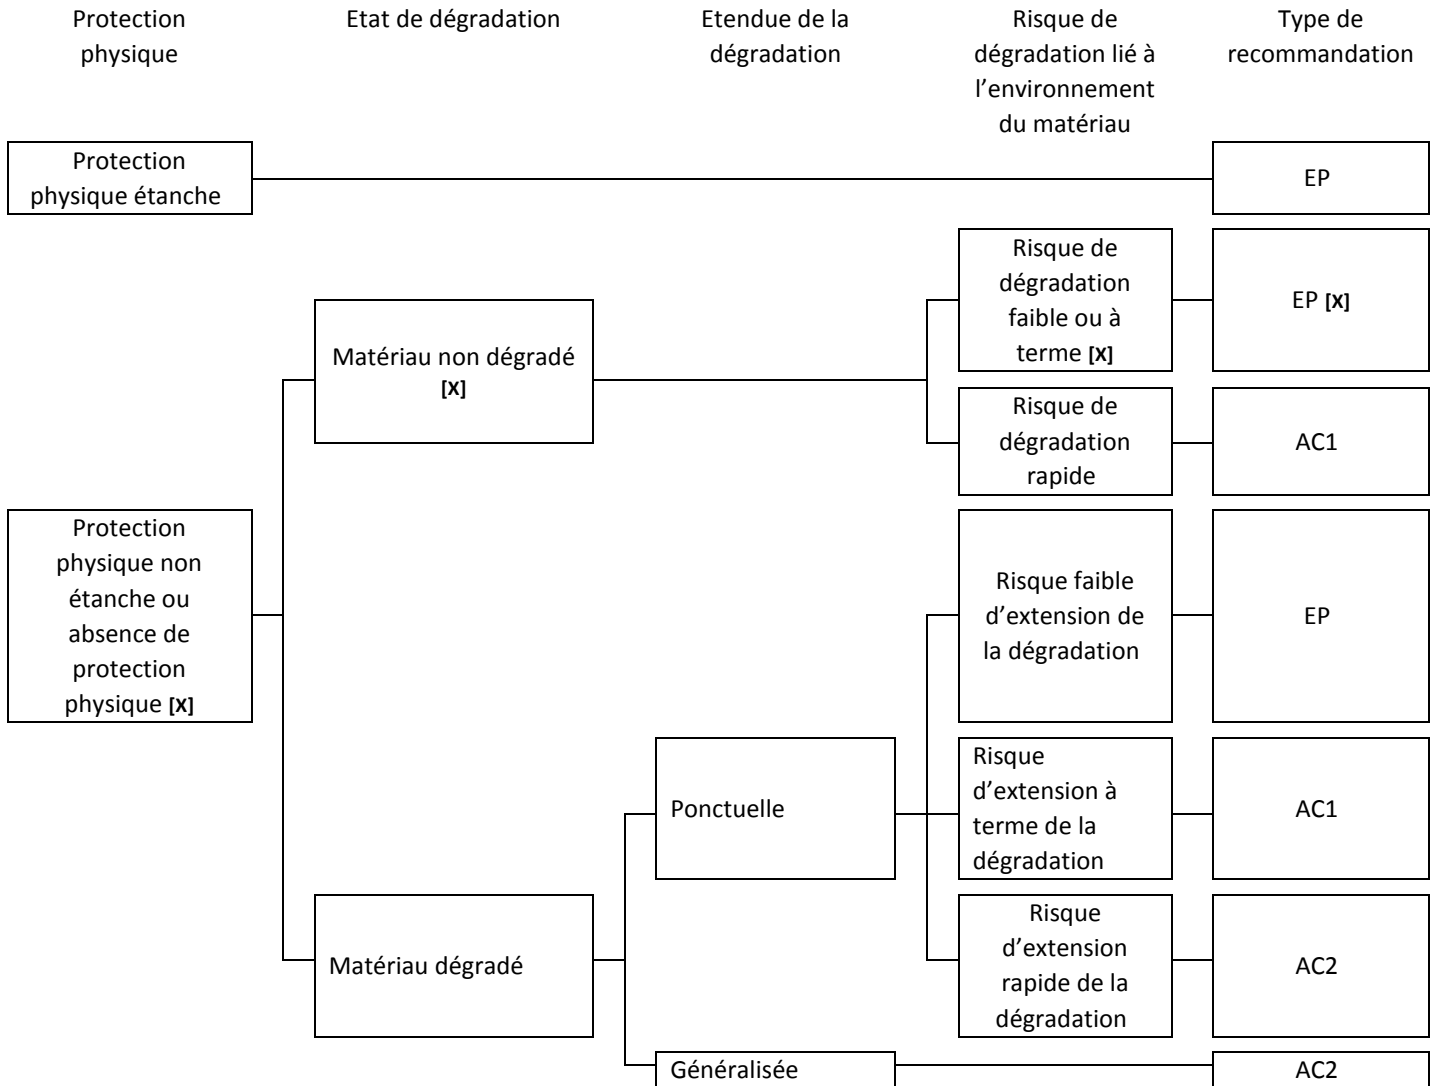 Protection
physique
Etat de dégradation
Etendue de la
dégradation
Risque de
dégradation lié à
l’environnement
du matériau
Type de
recommandation
Protection
physique étanche
EP
Risque de
dégradation
faible ou à
terme [X]
EP [X]
Matériau non dégradé
[X]
Risque de
dégradation
rapide
AC1
Protection
physique non
étanche ou
absence de
protection
physique [X]
Risque faible
d’extension de
la dégradation
EP
Ponctuelle
Risque
d’extension à
terme de la
dégradation
AC1
Matériau dégradé
Risque
d’extension
rapide de la
dégradation
AC2
Généralisée
AC2